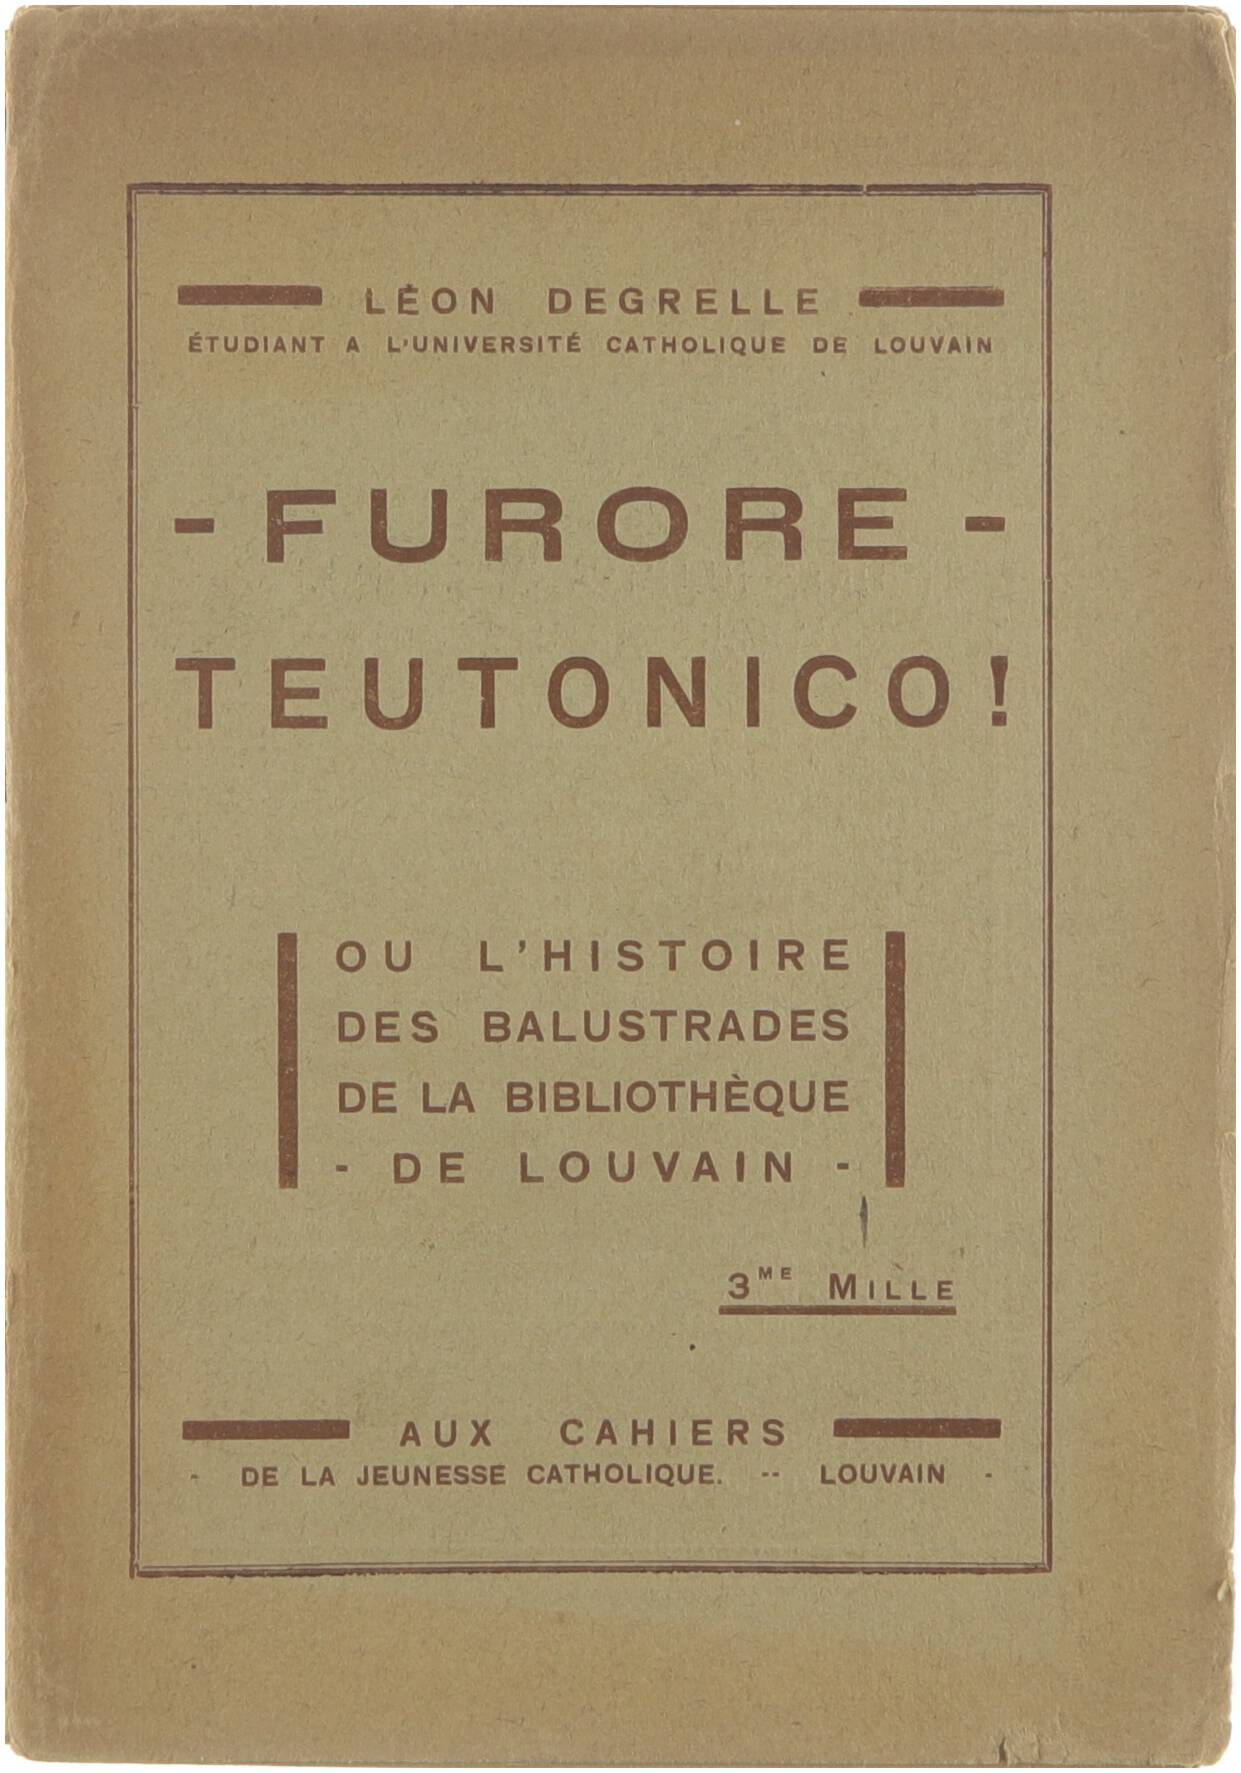 LÉON DEGRELLE
ÉTUDIANT A L'UNIVERSITÉ CATHOLIQUE DE LOUVAIN
- FURORE -
TEUTONICO!
OU L'HISTOIRE
DES BALUSTRADES
DE LA BIBLIOTHÈQUE
- DE LOUVAIN -
3ME MILLE
AUX CAHIERS
- DE LA JEUNESSE CATHOLIQUE. -- LOUVAIN -